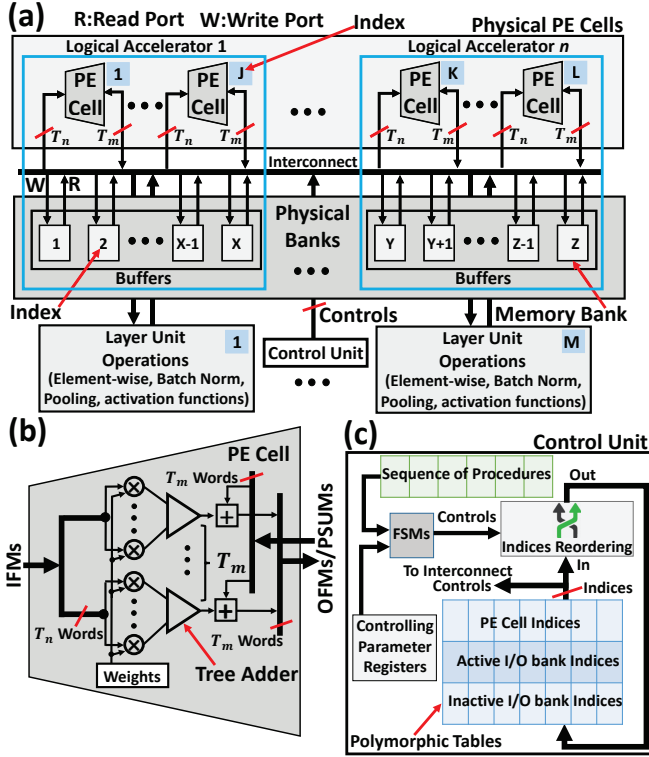 (a)
R:Read Port W:Write Port
Index
Physical PE Cells
Logical Accelerator 1
Logical Accelerator n
PE Cell
1
PE Cell
J
PE Cell
K
PE Cell
L
Tn
Tm
Tn
Tm
Tn
Tm
Tn
Tm
Interconnect
W
R
Physical Banks
1
2
X-1
X
Y
Y+1
Z-1
Z
Buffers
Buffers
Index
Controls
Memory Bank
Layer Unit
1
Operations
(Element-wise, Batch Norm,
Pooling, activation functions)
Control Unit
Layer Unit
M
Operations
(Element-wise, Batch Norm,
Pooling, activation functions)
(b)
PE Cell
Tm Words
IFMs
Tm
OFMs/PSUMs
Tn Words
Tm Words
Weights
Tree Adder
(c)
Control Unit
Sequence of Procedures
Out
FSMs
Controls
Indices Reordering
In
To Interconnect
Controls
Indices
Controlling
Parameter
Registers
PE Cell Indices
Active I/O bank Indices
Inactive I/O bank Indices
Polymorphic Tables